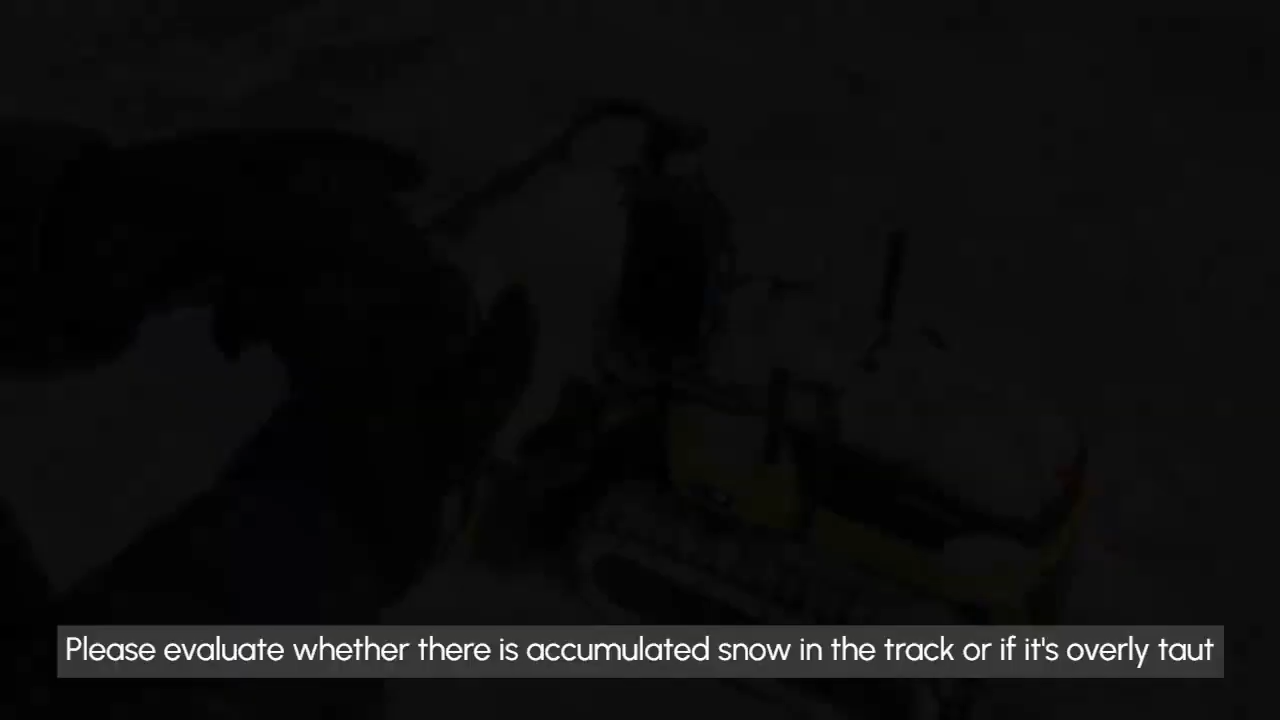 Please evaluate whether there is accumulated snow in the track or if it's overly taut